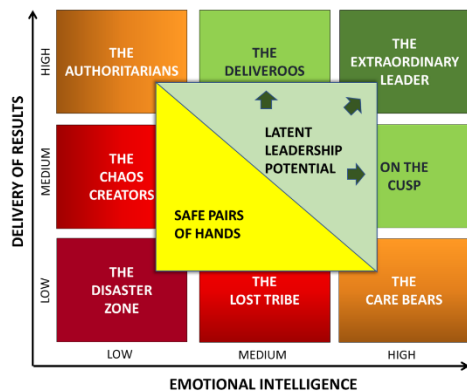 DELIVERY OF RESULTS
HIGH
MEDIUM
LOW
THE
AUTHORITARIANS
THE
DELIVEROOS
THE
EXTRAORDINARY
LEADER
THE
CHAOS
CREATORS
LATENT
LEADERSHIP
POTENTIAL
ON THE
CUSP
SAFE PAIRS
OF HANDS
THE
DISASTER
ZONE
THE
LOST TRIBE
THE
CARE BEARS
LOW
MEDIUM
HIGH
EMOTIONAL INTELLIGENCE